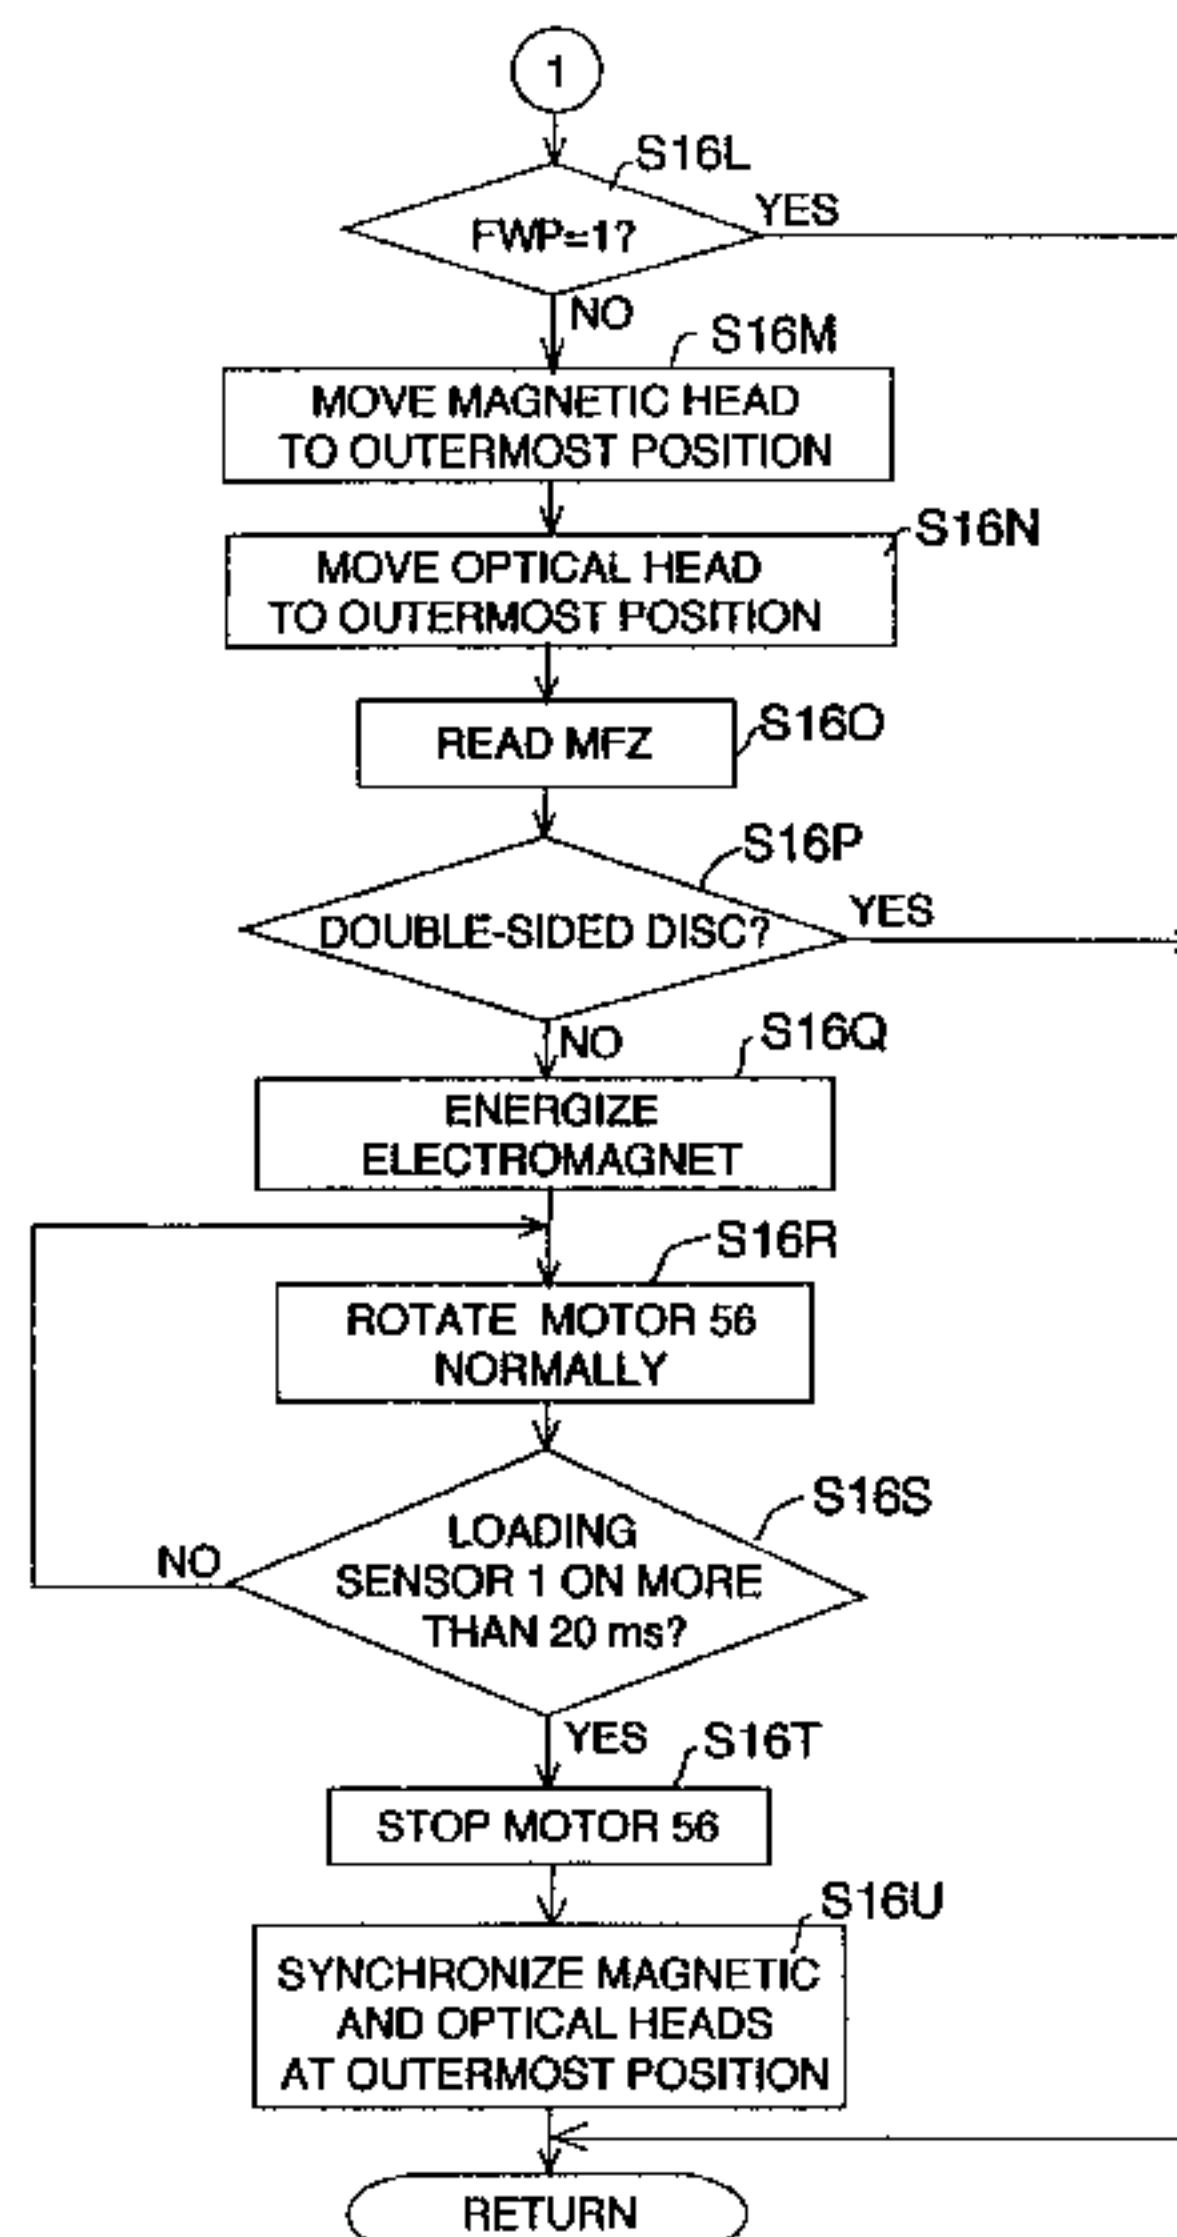 1
S16L
FWP=1?
YES
NO
S16M
MOVE MAGNETIC HEAD
TO OUTERMOST POSITION
S16N
MOVE OPTICAL HEAD
TO OUTERMOST POSITION
S16O
READ MFZ
S16P
DOUBLE-SIDED DISC?
YES
NO
S16Q
ENERGIZE
ELECTROMAGNET
S16R
ROTATE MOTOR 56
NORMALLY
S16S
LOADING
SENSOR 1 ON MORE
THAN 20 ms?
NO
YES
S16T
STOP MOTOR 56
S16U
SYNCHRONIZE MAGNETIC
AND OPTICAL HEADS
AT OUTERMOST POSITION
RETURN